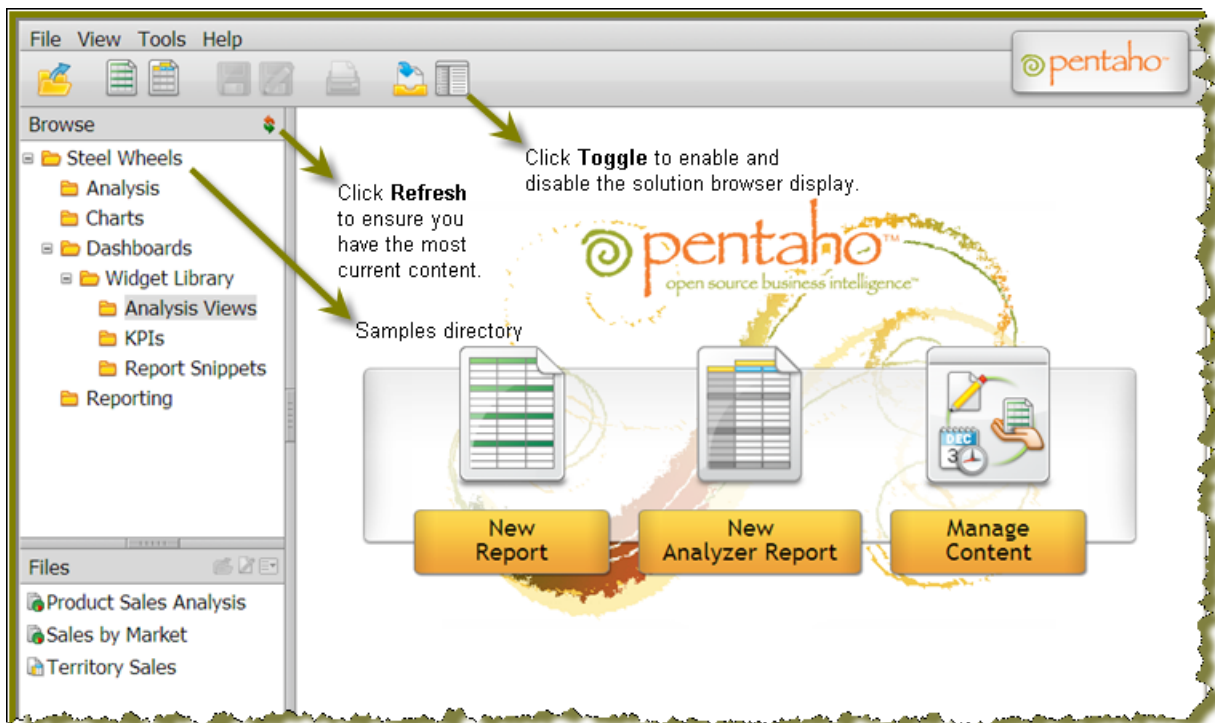 File View Tools Help
pentaho™
Browse
Steel Wheels
Analysis
Charts
Dashboards
Widget Library
Analysis Views
KPIs
Report Snippets
Reporting
Click Refresh
to ensure you
have the most
current content.
Click Toggle to enable and
disable the solution browser display.
Samples directory
pentaho™
open source business intelligence™
DEC
3
New
Report
New
Analyzer Report
Manage
Content
Files
Product Sales Analysis
Sales by Market
Territory Sales